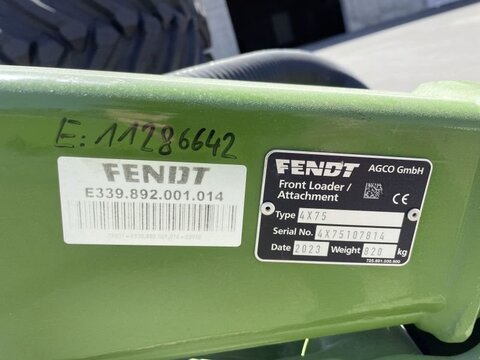 E: 11286642
FENDT
E339.892.001.014
FENDT AGCO GmbH
Front Loader/
Attachment
CE
Type 4X75
Serial No. 4X75107814
Date 2023 Weight 820 kg